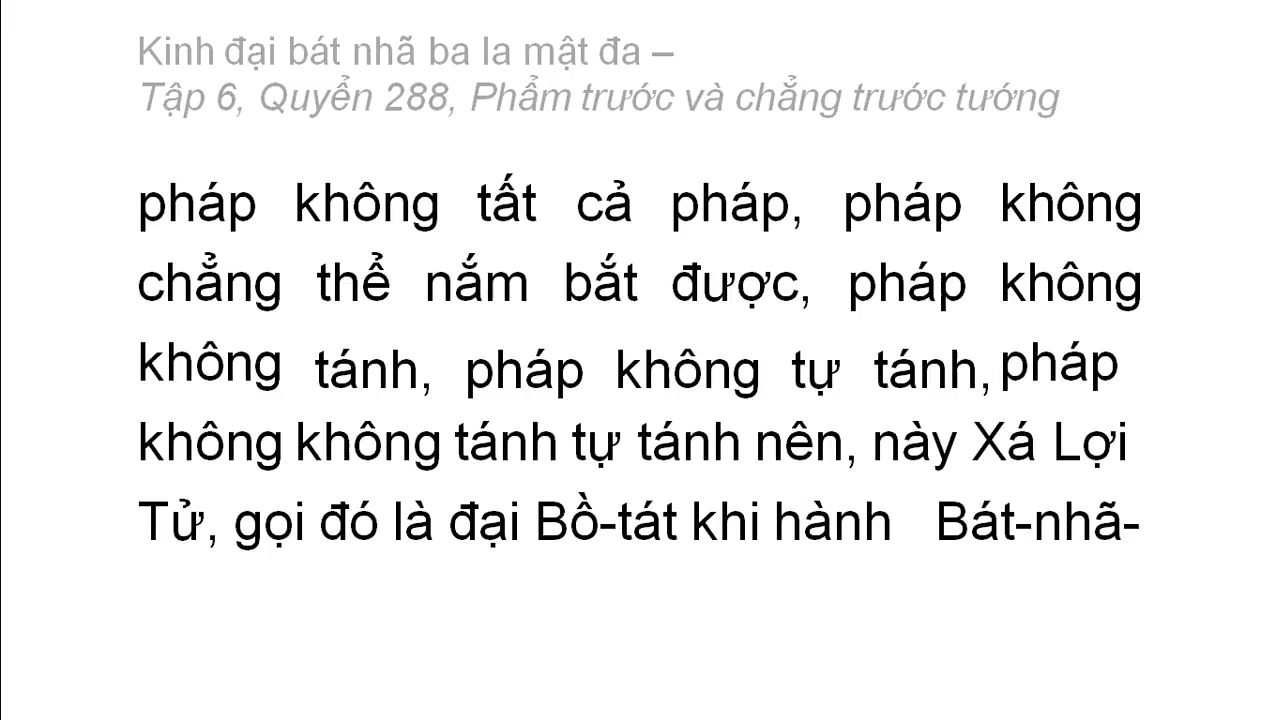 Kinh đại bát nhã ba la mật đa –
Tập 6, Quyển 288, Phẩm trước và chẳng trước tướng
pháp không tất cả pháp, pháp không
chẳng thể nắm bắt được, pháp không
không tánh, pháp không tự tánh, pháp
không không tánh tự tánh nên, này Xá Lợi
Tử, gọi đó là đại Bồ-tát khi hành Bát-nhã-